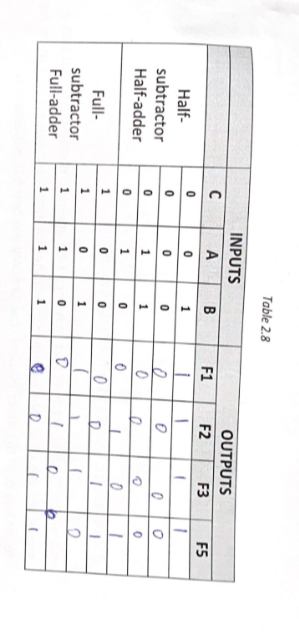 Table 2.8
INPUTS OUTPUTS
C A B F1 F2 F3 F5
Half-
subtractor
Half-adder
0 0 1 1 1 1 1
0 0 0 0 0 0 0
0 1 1 0 0 0 0
0 1 0 0 1 0 1
Full-
subtractor
Full-adder
1 0 0 0 0 1 1
1 0 1 1 1 1 0
1 1 0 0 1 0 0
1 1 1 0 1 1